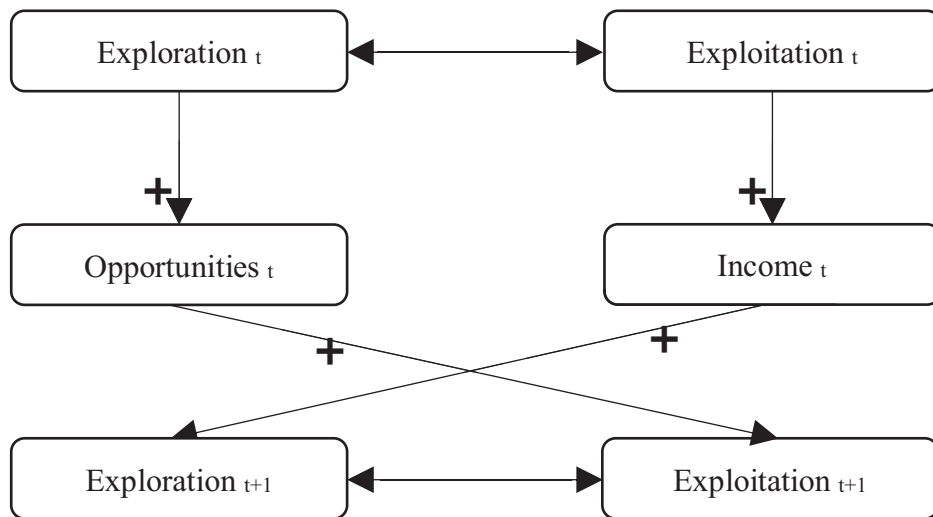 Exploration t
Exploitation t
+
+
Opportunities t
Income t
+
+
Exploration t+1
Exploitation t+1